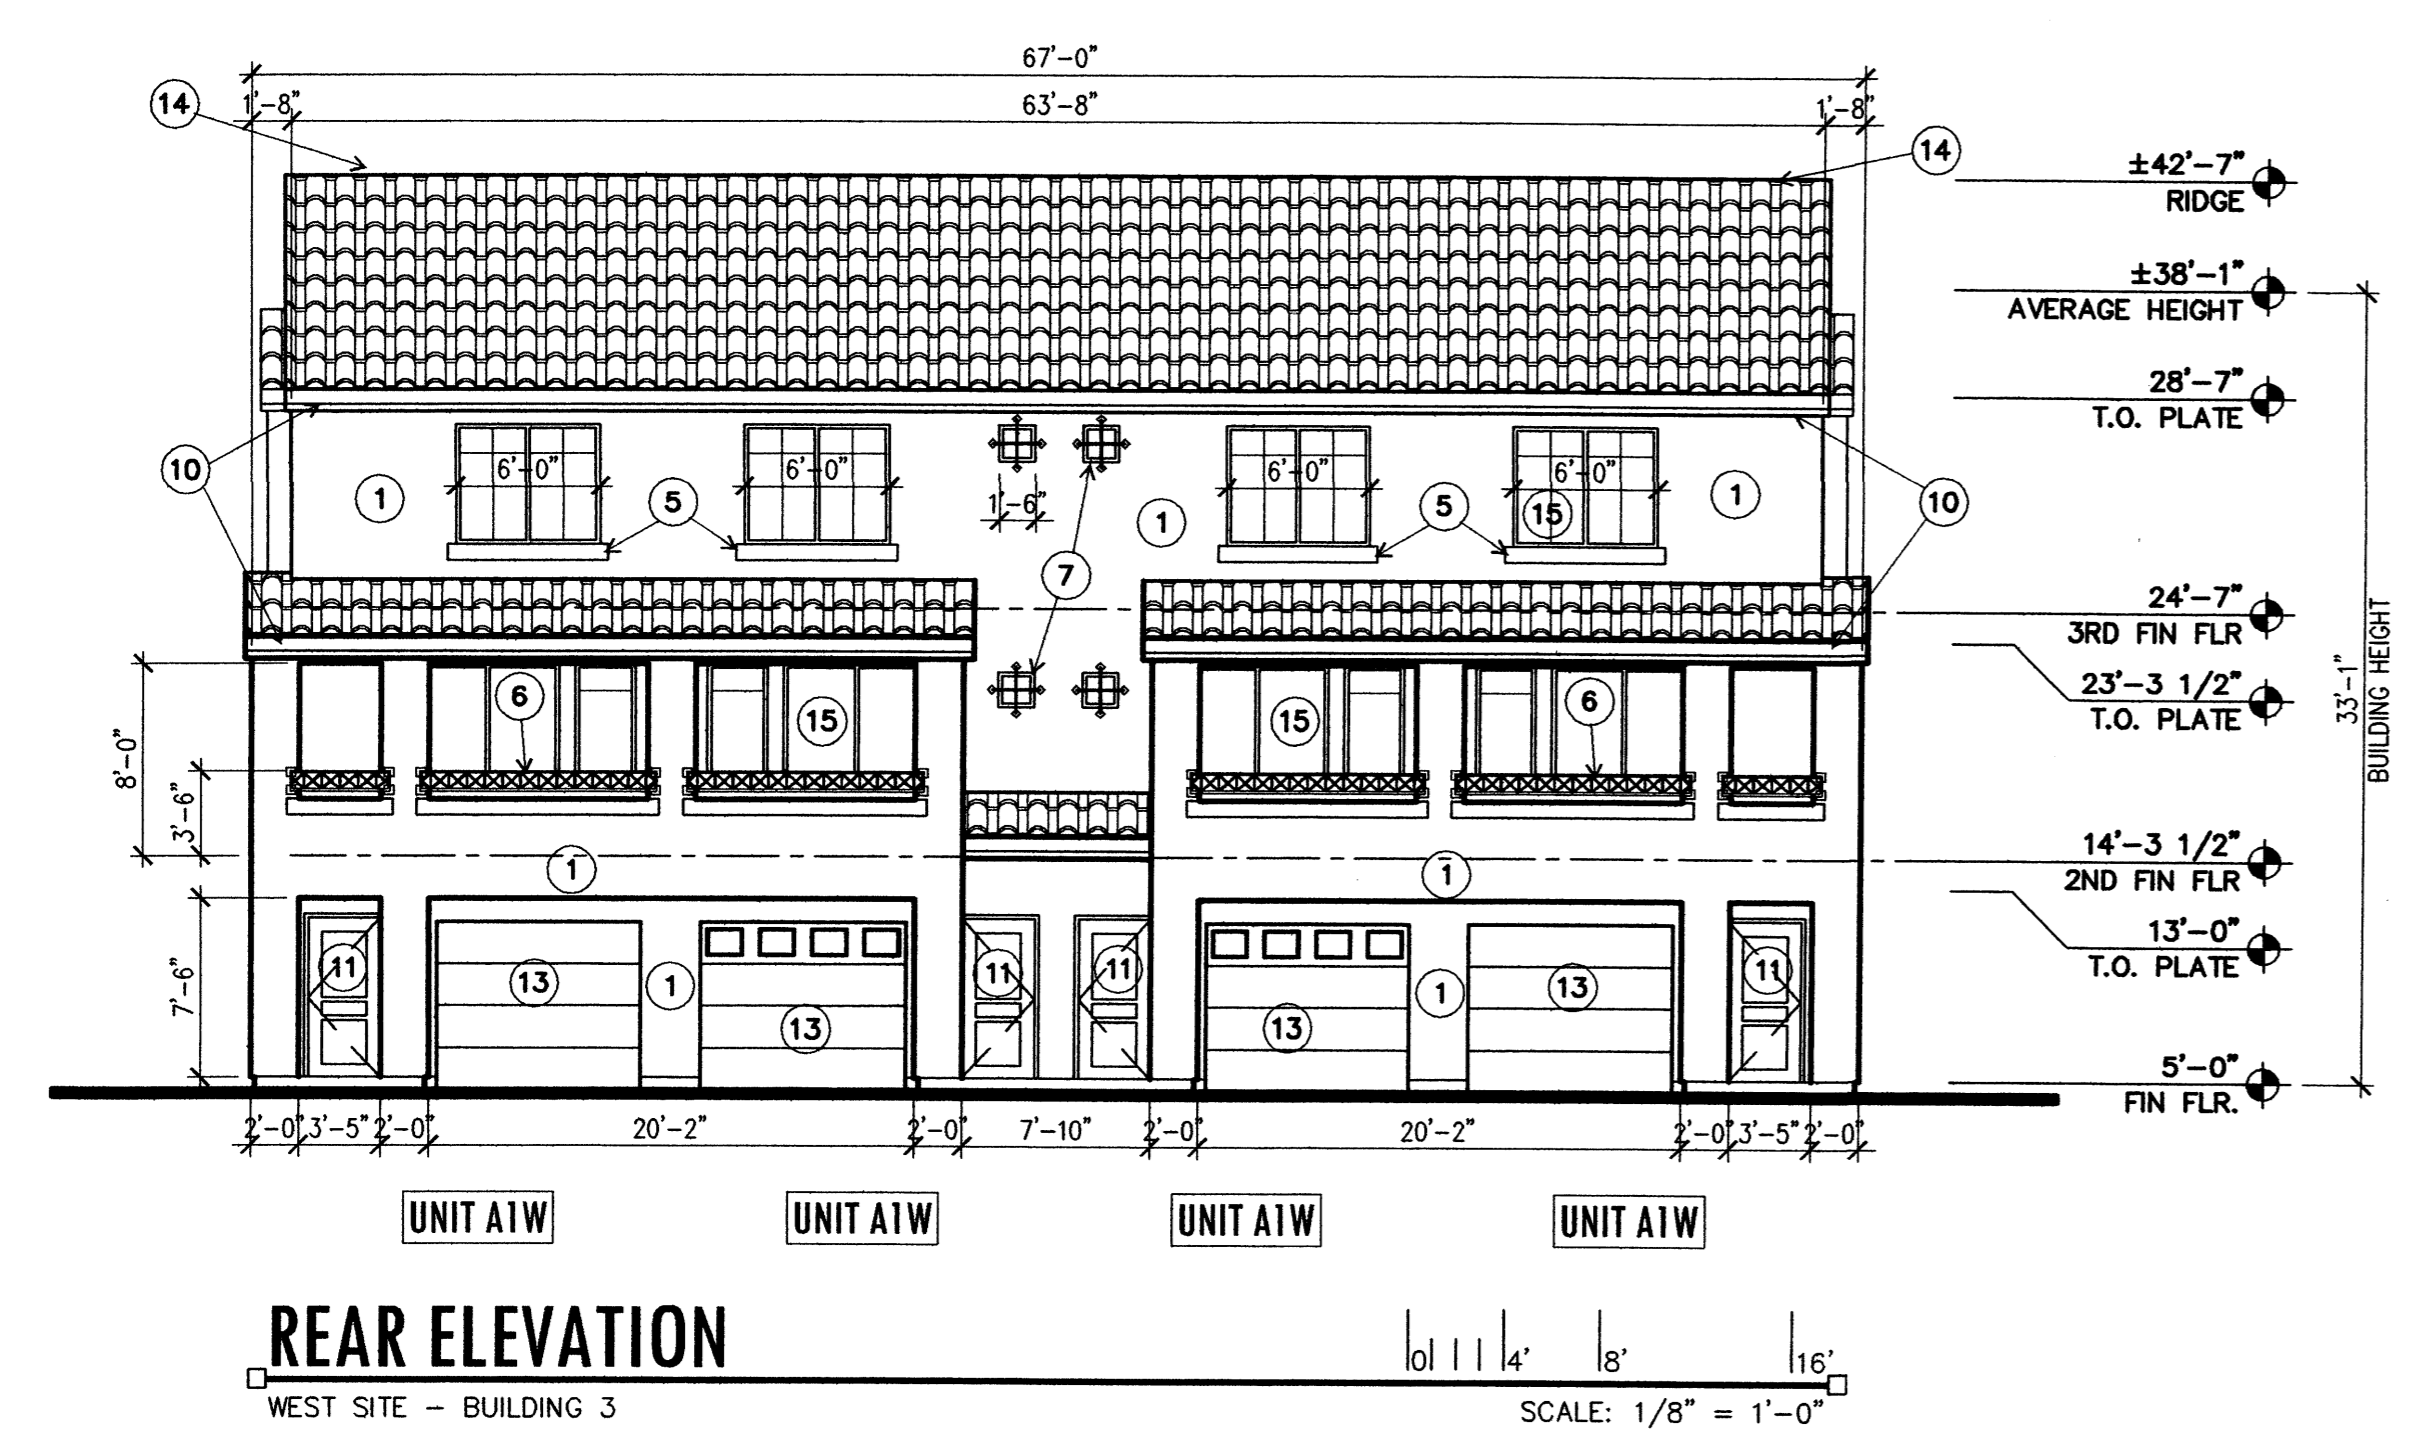 67'-0"
1'-8" 63'-8" 1'-8"
14
14
±42'-7"
RIDGE
±38'-1"
AVERAGE HEIGHT
28'-7"
T.O. PLATE
10 1 6'-0" 5 6'-0" 1'-6" 1 6'-0" 5 6'-0" 15 1 10
7
24'-7"
3RD FIN FLR
23'-3 1/2"
T.O. PLATE
33'-1"
BUILDING HEIGHT
8'-0" 3'-6" 6 15 15 6
14'-3 1/2"
2ND FIN FLR
1 1
13'-0"
T.O. PLATE
7'-6" 11 13 1 13 11 11 13 1 13 11
5'-0"
FIN FLR.
2'-0" 3'-5" 2'-0" 20'-2" 2'-0" 7'-10" 2'-0" 20'-2" 2'-0" 3'-5" 2'-0"
UNIT A1W UNIT A1W UNIT A1W UNIT A1W
REAR ELEVATION
0 4' 8' 16'
WEST SITE - BUILDING 3
SCALE: 1/8" = 1'-0"